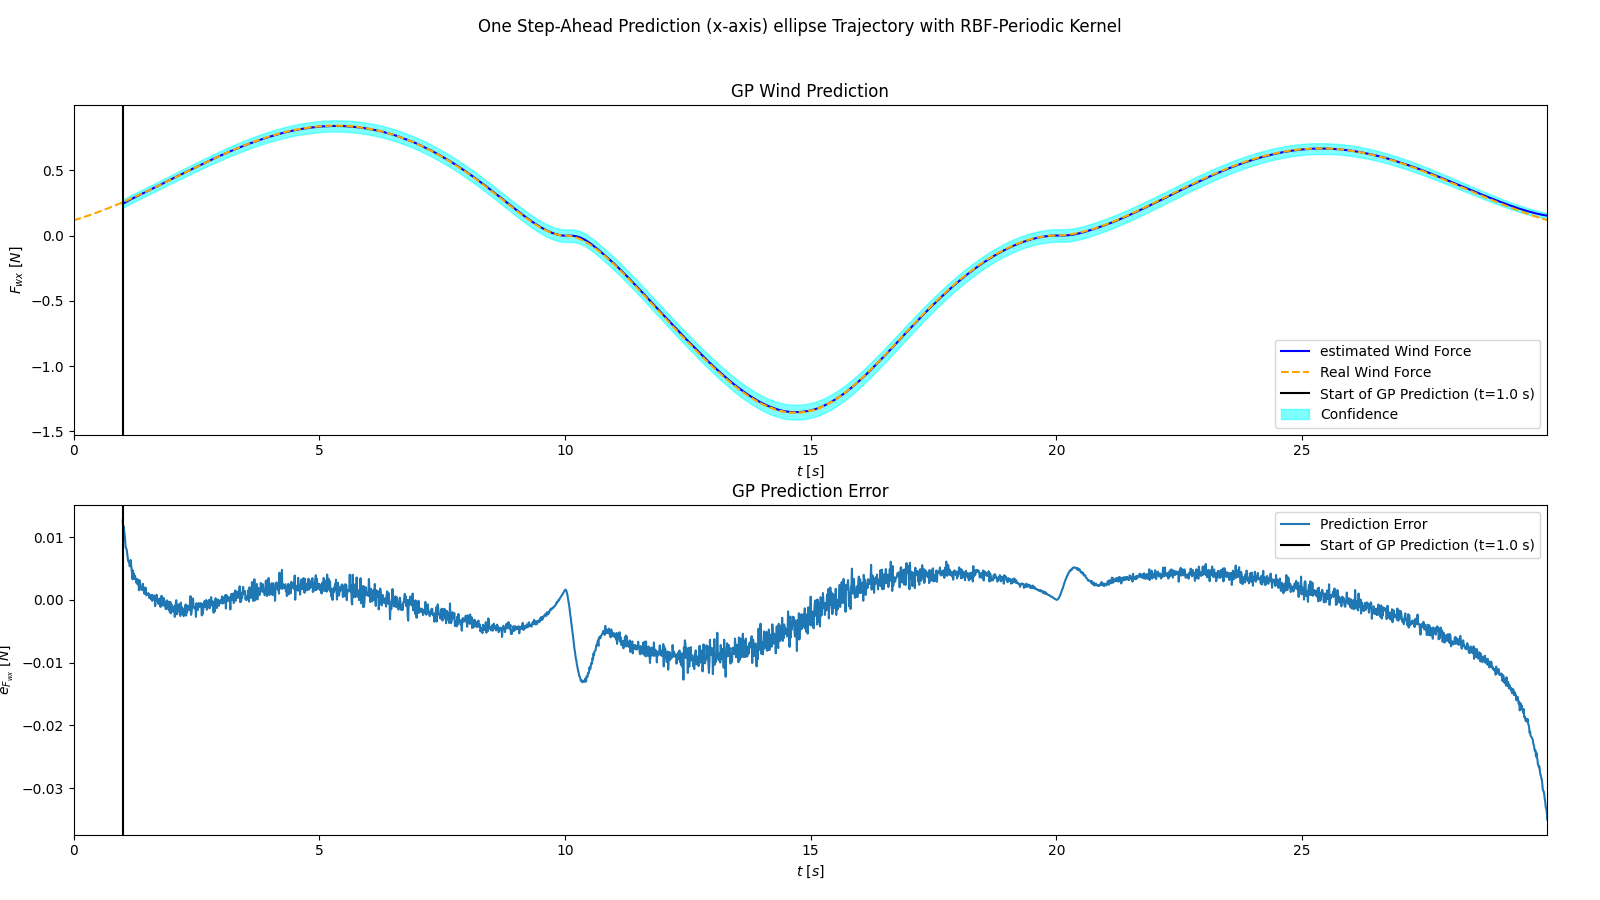 One Step-Ahead Prediction (x-axis) ellipse Trajectory with RBF-Periodic Kernel
GP Wind Prediction
F_wx [N]
0.5
0.0
−0.5
−1.0
−1.5
estimated Wind Force
Real Wind Force
Start of GP Prediction (t=1.0 s)
Confidence
0 5 10 15 20 25
t [s]
GP Prediction Error
e_F_wx [N]
0.01
0.00
−0.01
−0.02
−0.03
Prediction Error
Start of GP Prediction (t=1.0 s)
0 5 10 15 20 25
t [s]